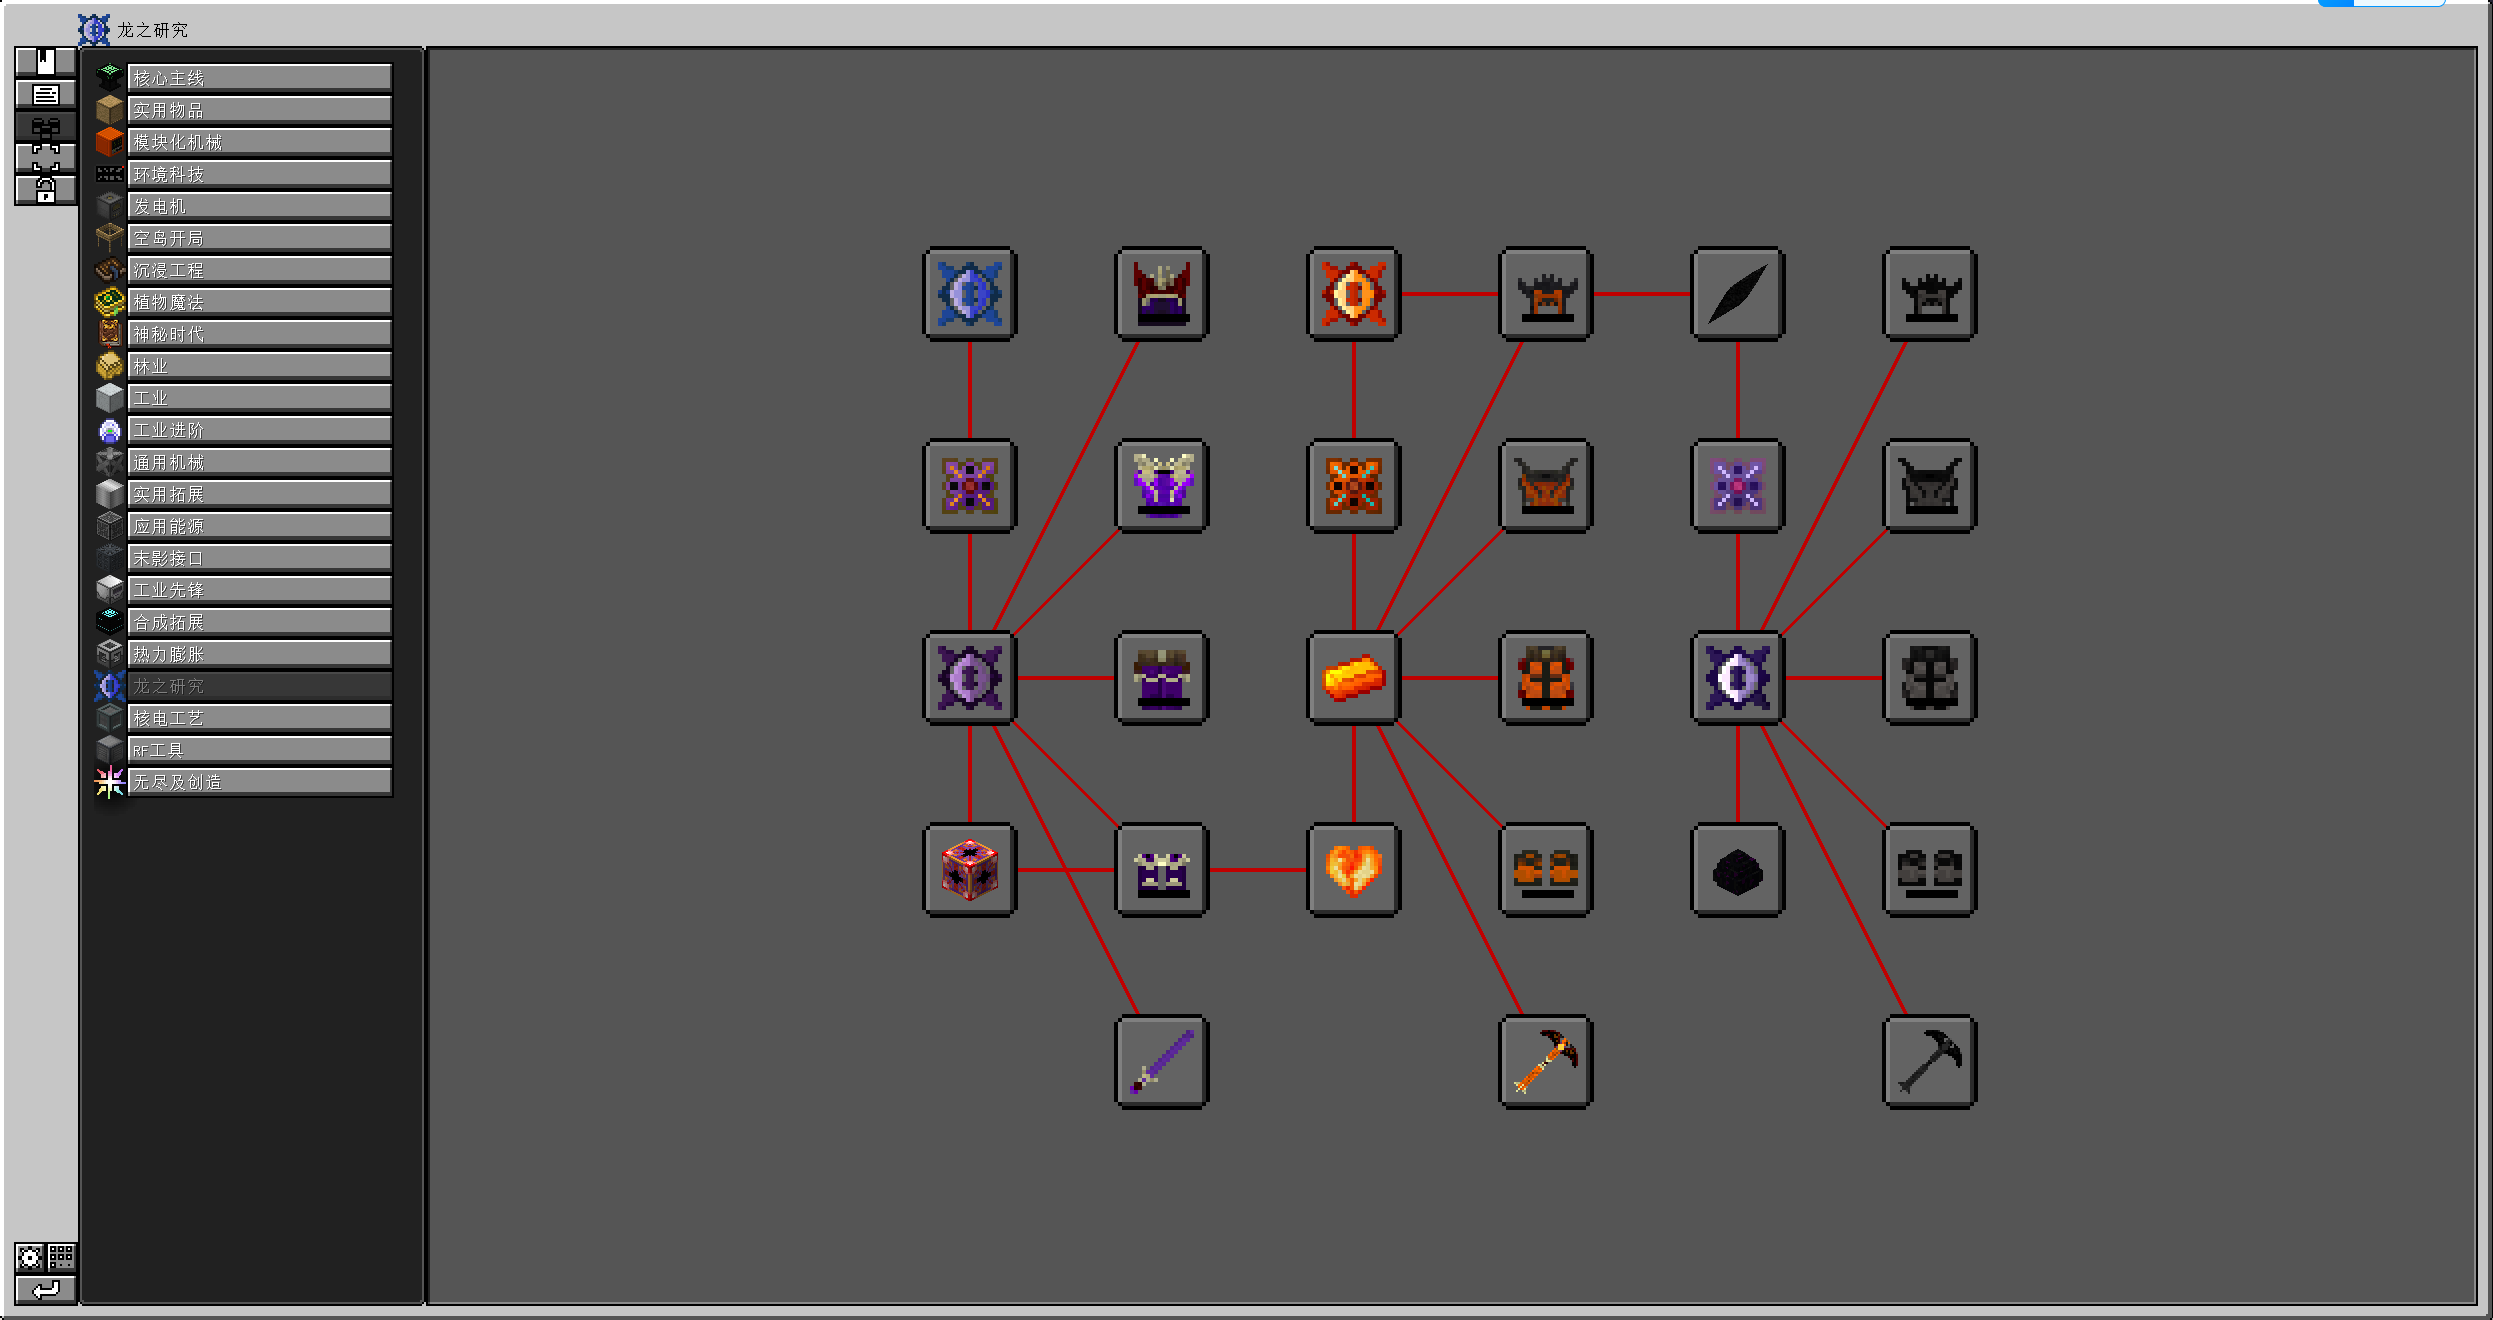 龙之研究
核心主线
实用物品
模块化机械
环境科技
发电机
空岛开局
沉浸工程
植物魔法
神秘时代
林业
工业
工业进阶
通用机械
实用拓展
应用能源
末影接口
工业先锋
合成拓展
热力膨胀
龙之研究
核电工艺
RF工具
无尽及创造